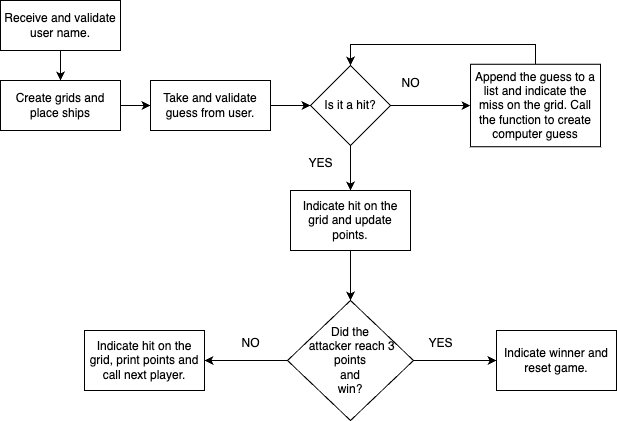 Receive and validate
user name.
Create grids and
place ships
Take and validate
guess from user.
Is it a hit?
NO
Append the guess to a
list and indicate the
miss on the grid. Call
the function to create
computer guess
YES
Indicate hit on the
grid and update
points.
Did the
attacker reach 3
points
and
win?
NO
Indicate hit on the
grid, print points and
call next player.
YES
Indicate winner and
reset game.